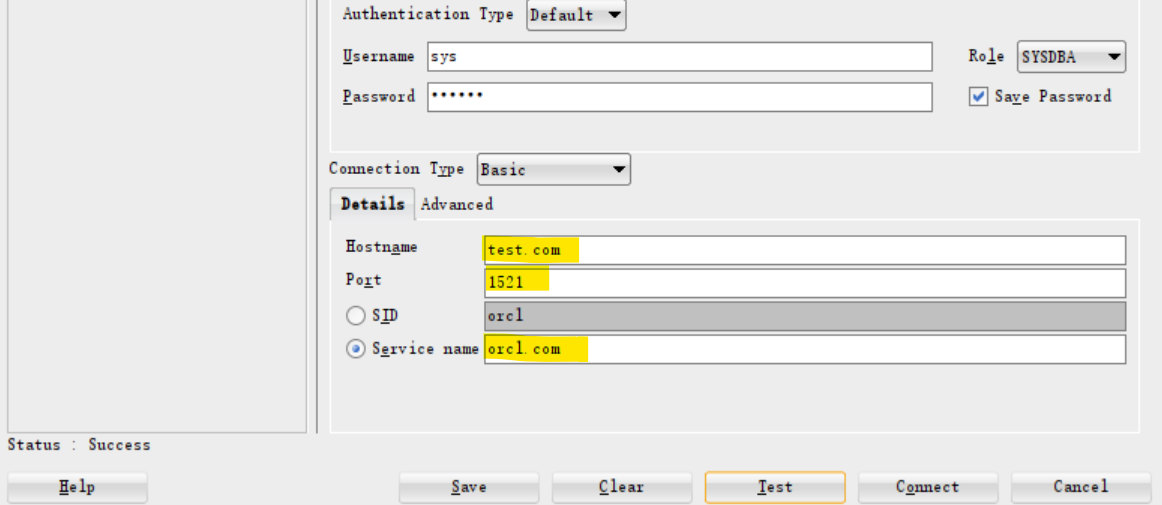 Authentication Type Default
Username sys Role SYSDBA
Password •••••• Save Password
Connection Type Basic
Details Advanced
Hostname test.com
Port 1521
SID orcl
Service name orcl.com
Status : Success
Help Save Clear Test Connect Cancel